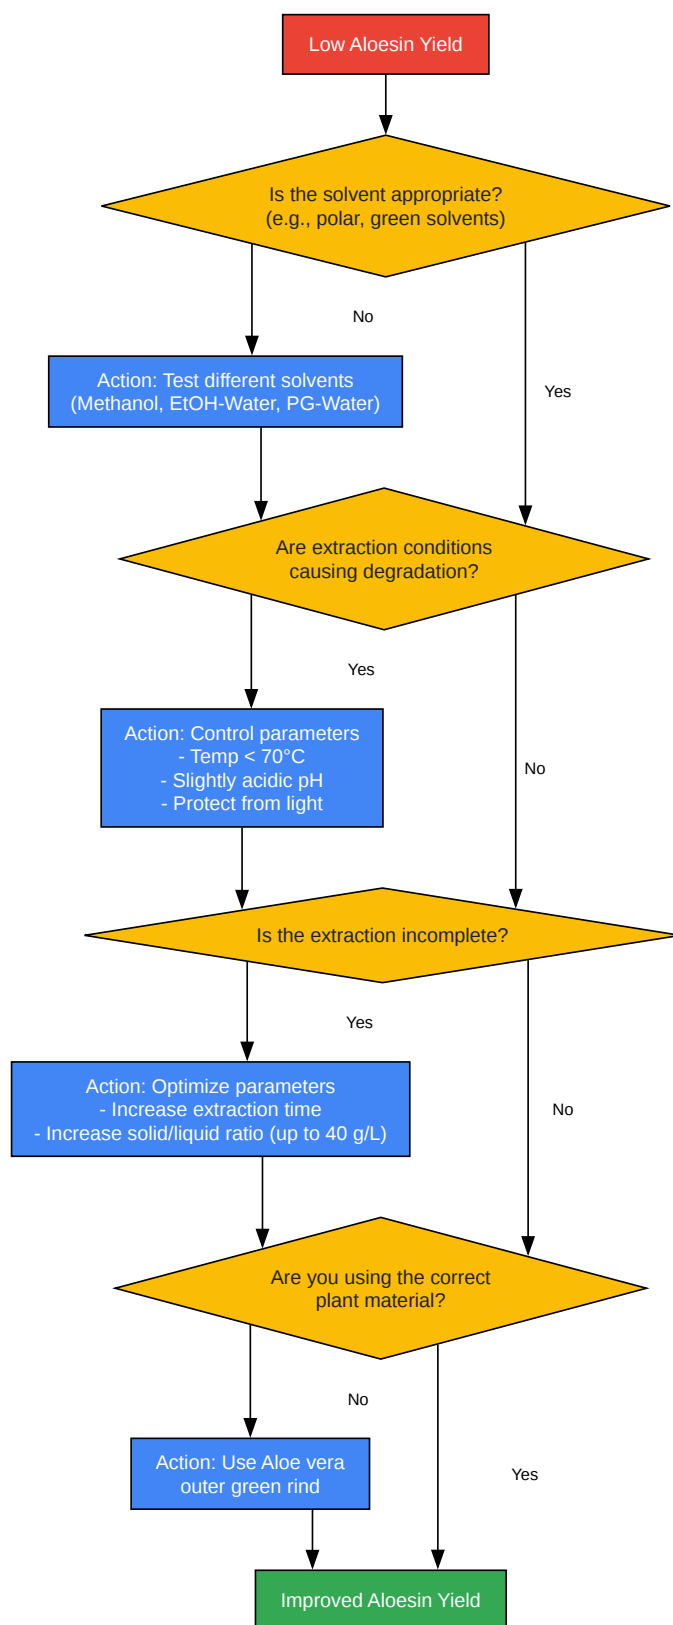 Low Aloesin Yield
Is the solvent appropriate?
(e.g., polar, green solvents)
No
Action: Test different solvents
(Methanol, EtOH-Water, PG-Water)
Yes
Are extraction conditions
causing degradation?
Yes
Action: Control parameters
- Temp < 70°C
- Slightly acidic pH
- Protect from light
No
Is the extraction incomplete?
Yes
Action: Optimize parameters
- Increase extraction time
- Increase solid/liquid ratio (up to 40 g/L)
No
Are you using the correct
plant material?
No
Action: Use Aloe vera
outer green rind
Yes
Improved Aloesin Yield